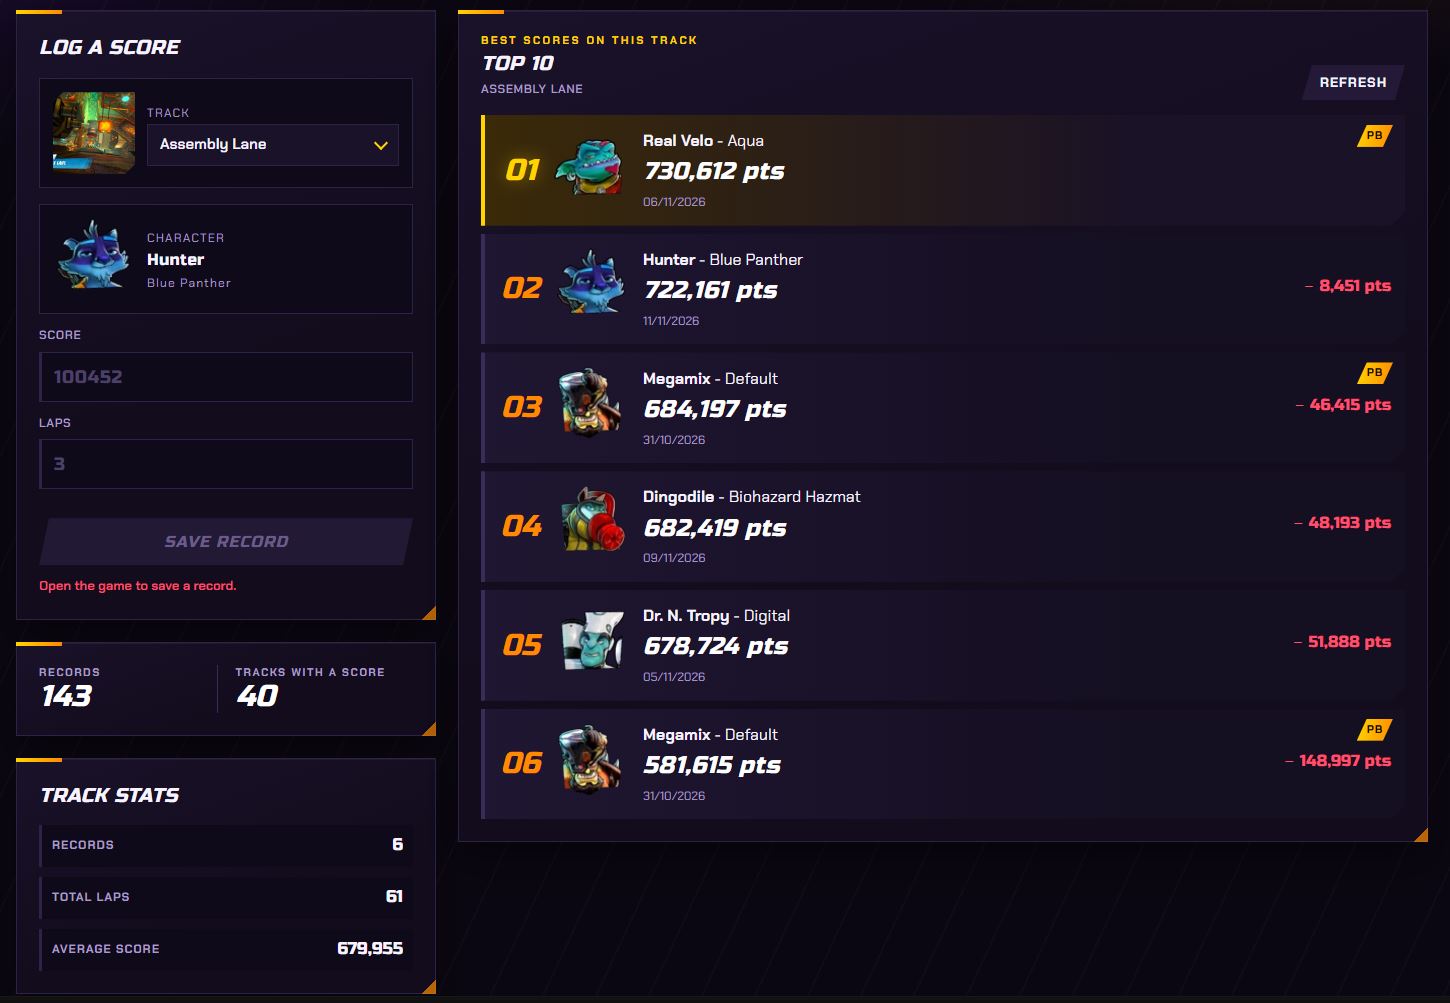 LOG A SCORE
TRACK
Assembly Lane
CHARACTER
Hunter
Blue Panther
SCORE
100452
LAPS
3
SAVE RECORD
Open the game to save a record.
RECORDS
143
TRACKS WITH A SCORE
40
TRACK STATS
RECORDS 6
TOTAL LAPS 61
AVERAGE SCORE 679,955
BEST SCORES ON THIS TRACK
TOP 10
ASSEMBLY LANE
REFRESH
01
Real Velo - Aqua
730,612 pts
06/11/2026
PB
02
Hunter - Blue Panther
722,161 pts
11/11/2026
– 8,451 pts
03
Megamix - Default
684,197 pts
31/10/2026
PB
– 46,415 pts
04
Dingodile - Biohazard Hazmat
682,419 pts
09/11/2026
– 48,193 pts
05
Dr. N. Tropy - Digital
678,724 pts
05/11/2026
– 51,888 pts
06
Megamix - Default
581,615 pts
31/10/2026
PB
– 148,997 pts